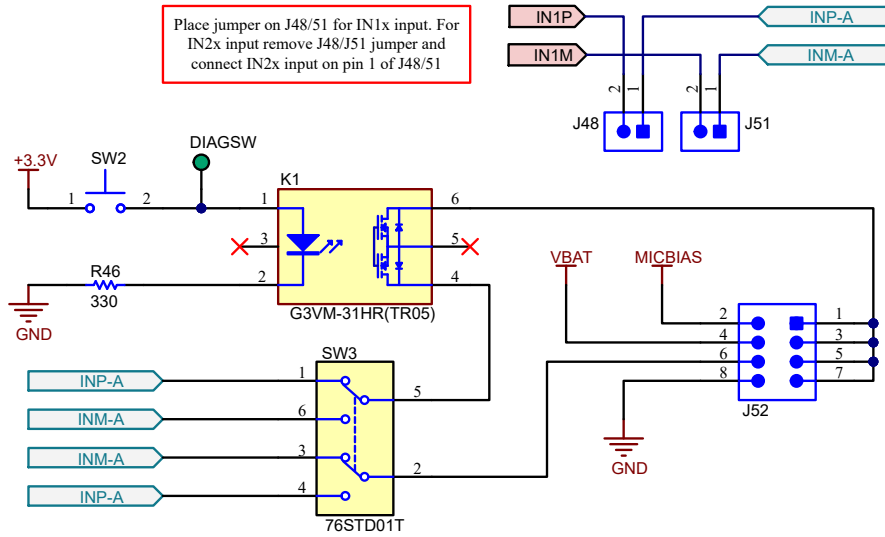 Place jumper on J48/51 for IN1x input. For
IN2x input remove J48/J51 jumper and
connect IN2x input on pin 1 of J48/51
IN1P
INP-A
IN1M
INM-A
2
1
2
1
J48
J51
+3.3V
SW2
DIAGSW
1
2
K1
1
6
3
5
2
4
R46
330
GND
G3VM-31HR(TR05)
VBAT
MICBIAS
2
1
4
3
6
5
8
7
J52
GND
SW3
INP-A
1
5
INM-A
6
INM-A
3
2
INP-A
4
76STD01T